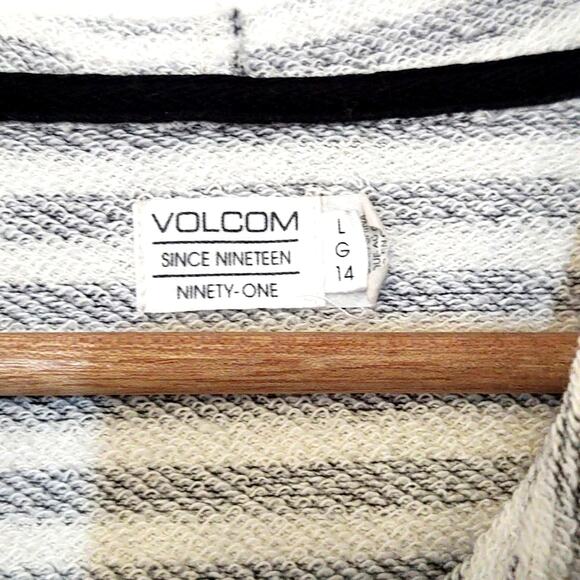 VOLCOM
SINCE NINETEEN
NINETY-ONE
L
G
14